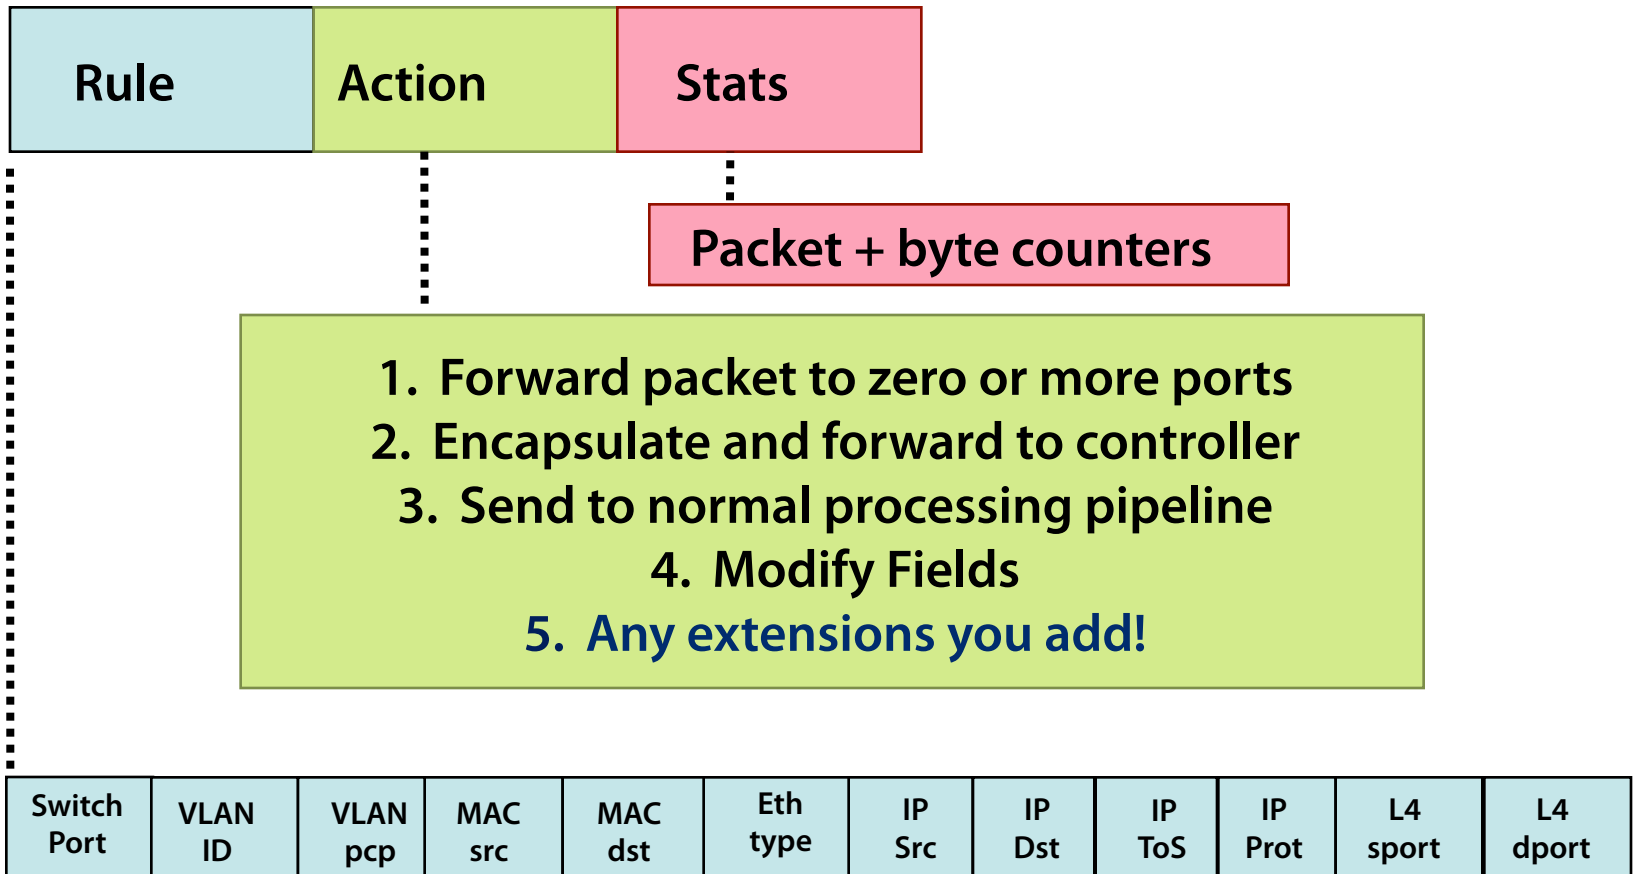 Rule Action Stats
Packet + byte counters
1. Forward packet to zero or more ports
2. Encapsulate and forward to controller
3. Send to normal processing pipeline
4. Modify Fields
5. Any extensions you add!
Switch
Port
VLAN
ID
VLAN
pcp
MAC
src
MAC
dst
Eth
type
IP
Src
IP
Dst
IP
ToS
IP
Prot
L4
sport
L4
dport